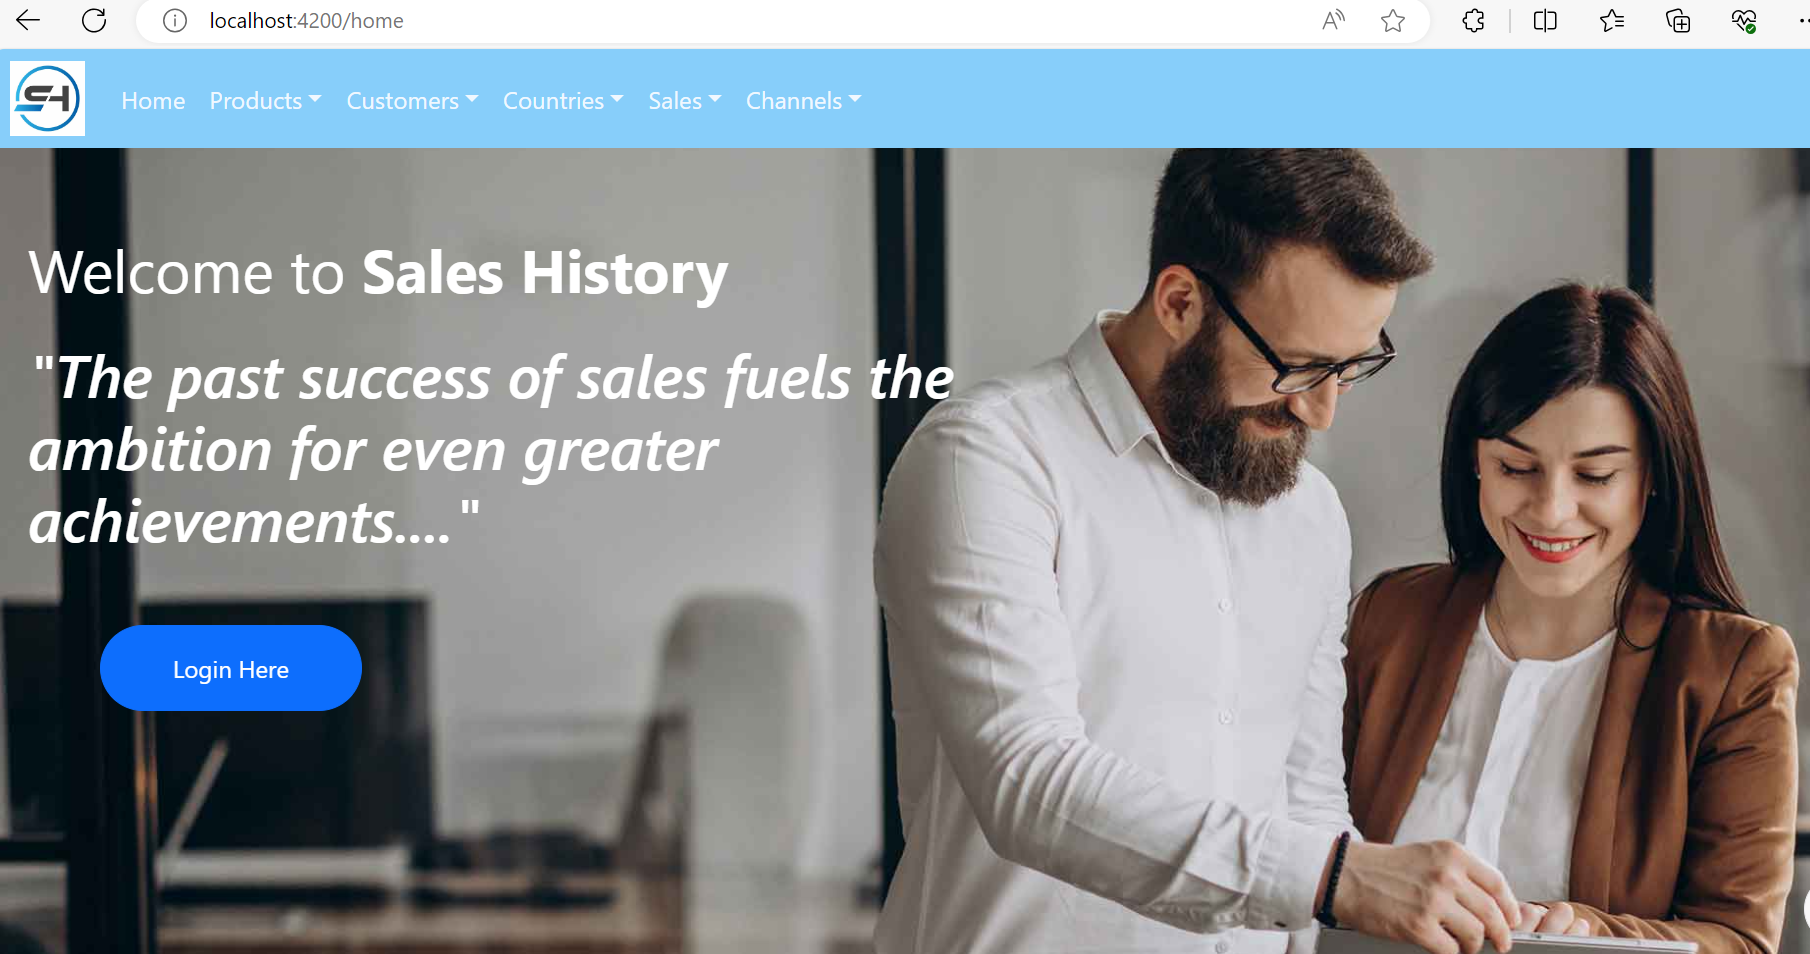 localhost:4200/home
SH
Home Products Customers Countries Sales Channels
Welcome to Sales History
"The past success of sales fuels the
ambition for even greater
achievements...."
Login Here